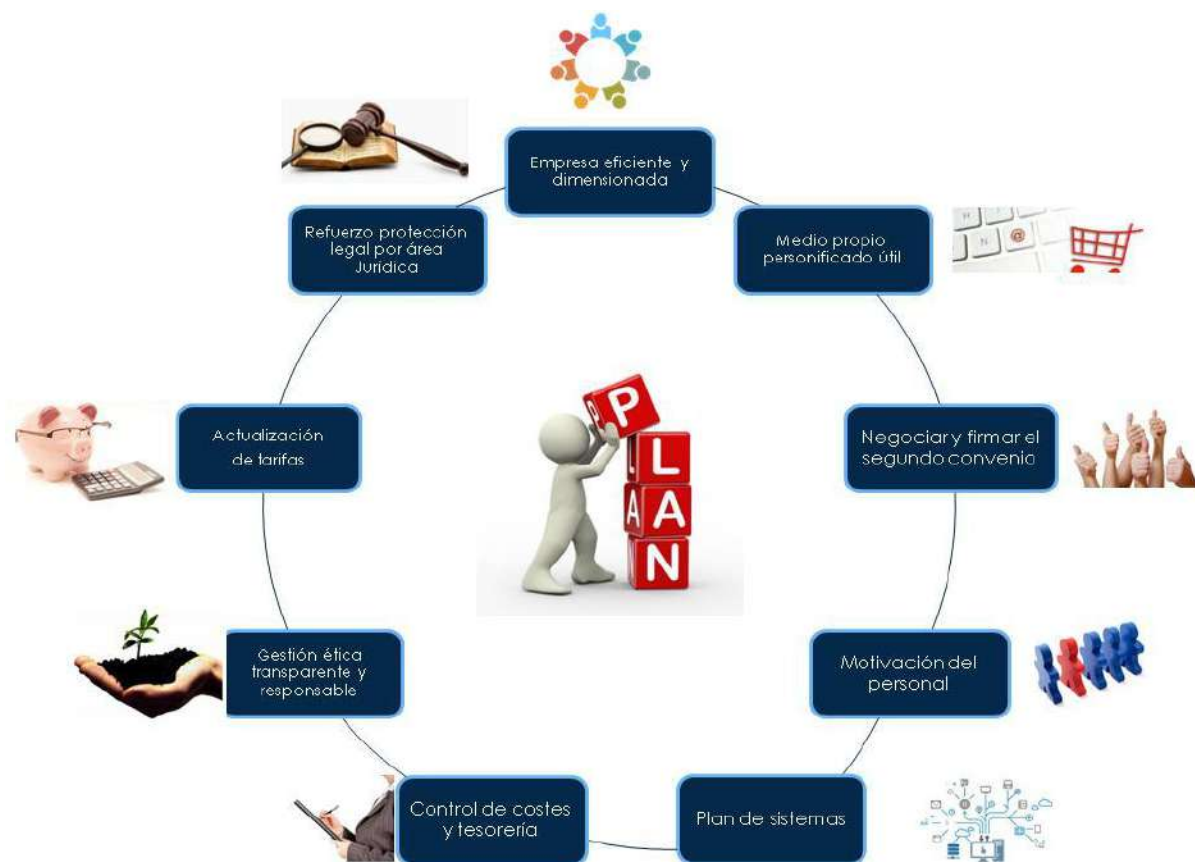 Empresa eficiente y
dimensionada
Medio propio
personificado útil
Negociar y firmar el
segundo convenio
Motivación del
personal
Plan de sistemas
Control de costes
y tesorería
Gestión ética
transparente y
responsable
Actualización
de tarifas
Refuerzo protección
legal por área
Jurídica
P
L
A
N